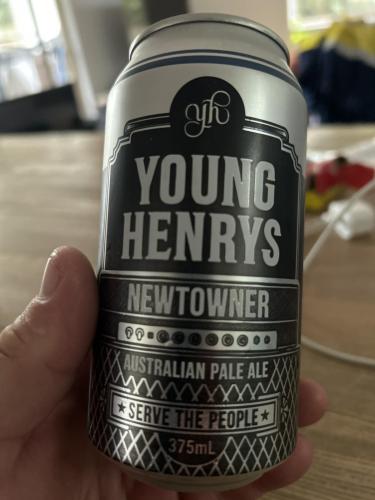 yh
YOUNG
HENRYS
NEWTOWNER
AUSTRALIAN PALE ALE
★ SERVE THE PEOPLE ★
375mL